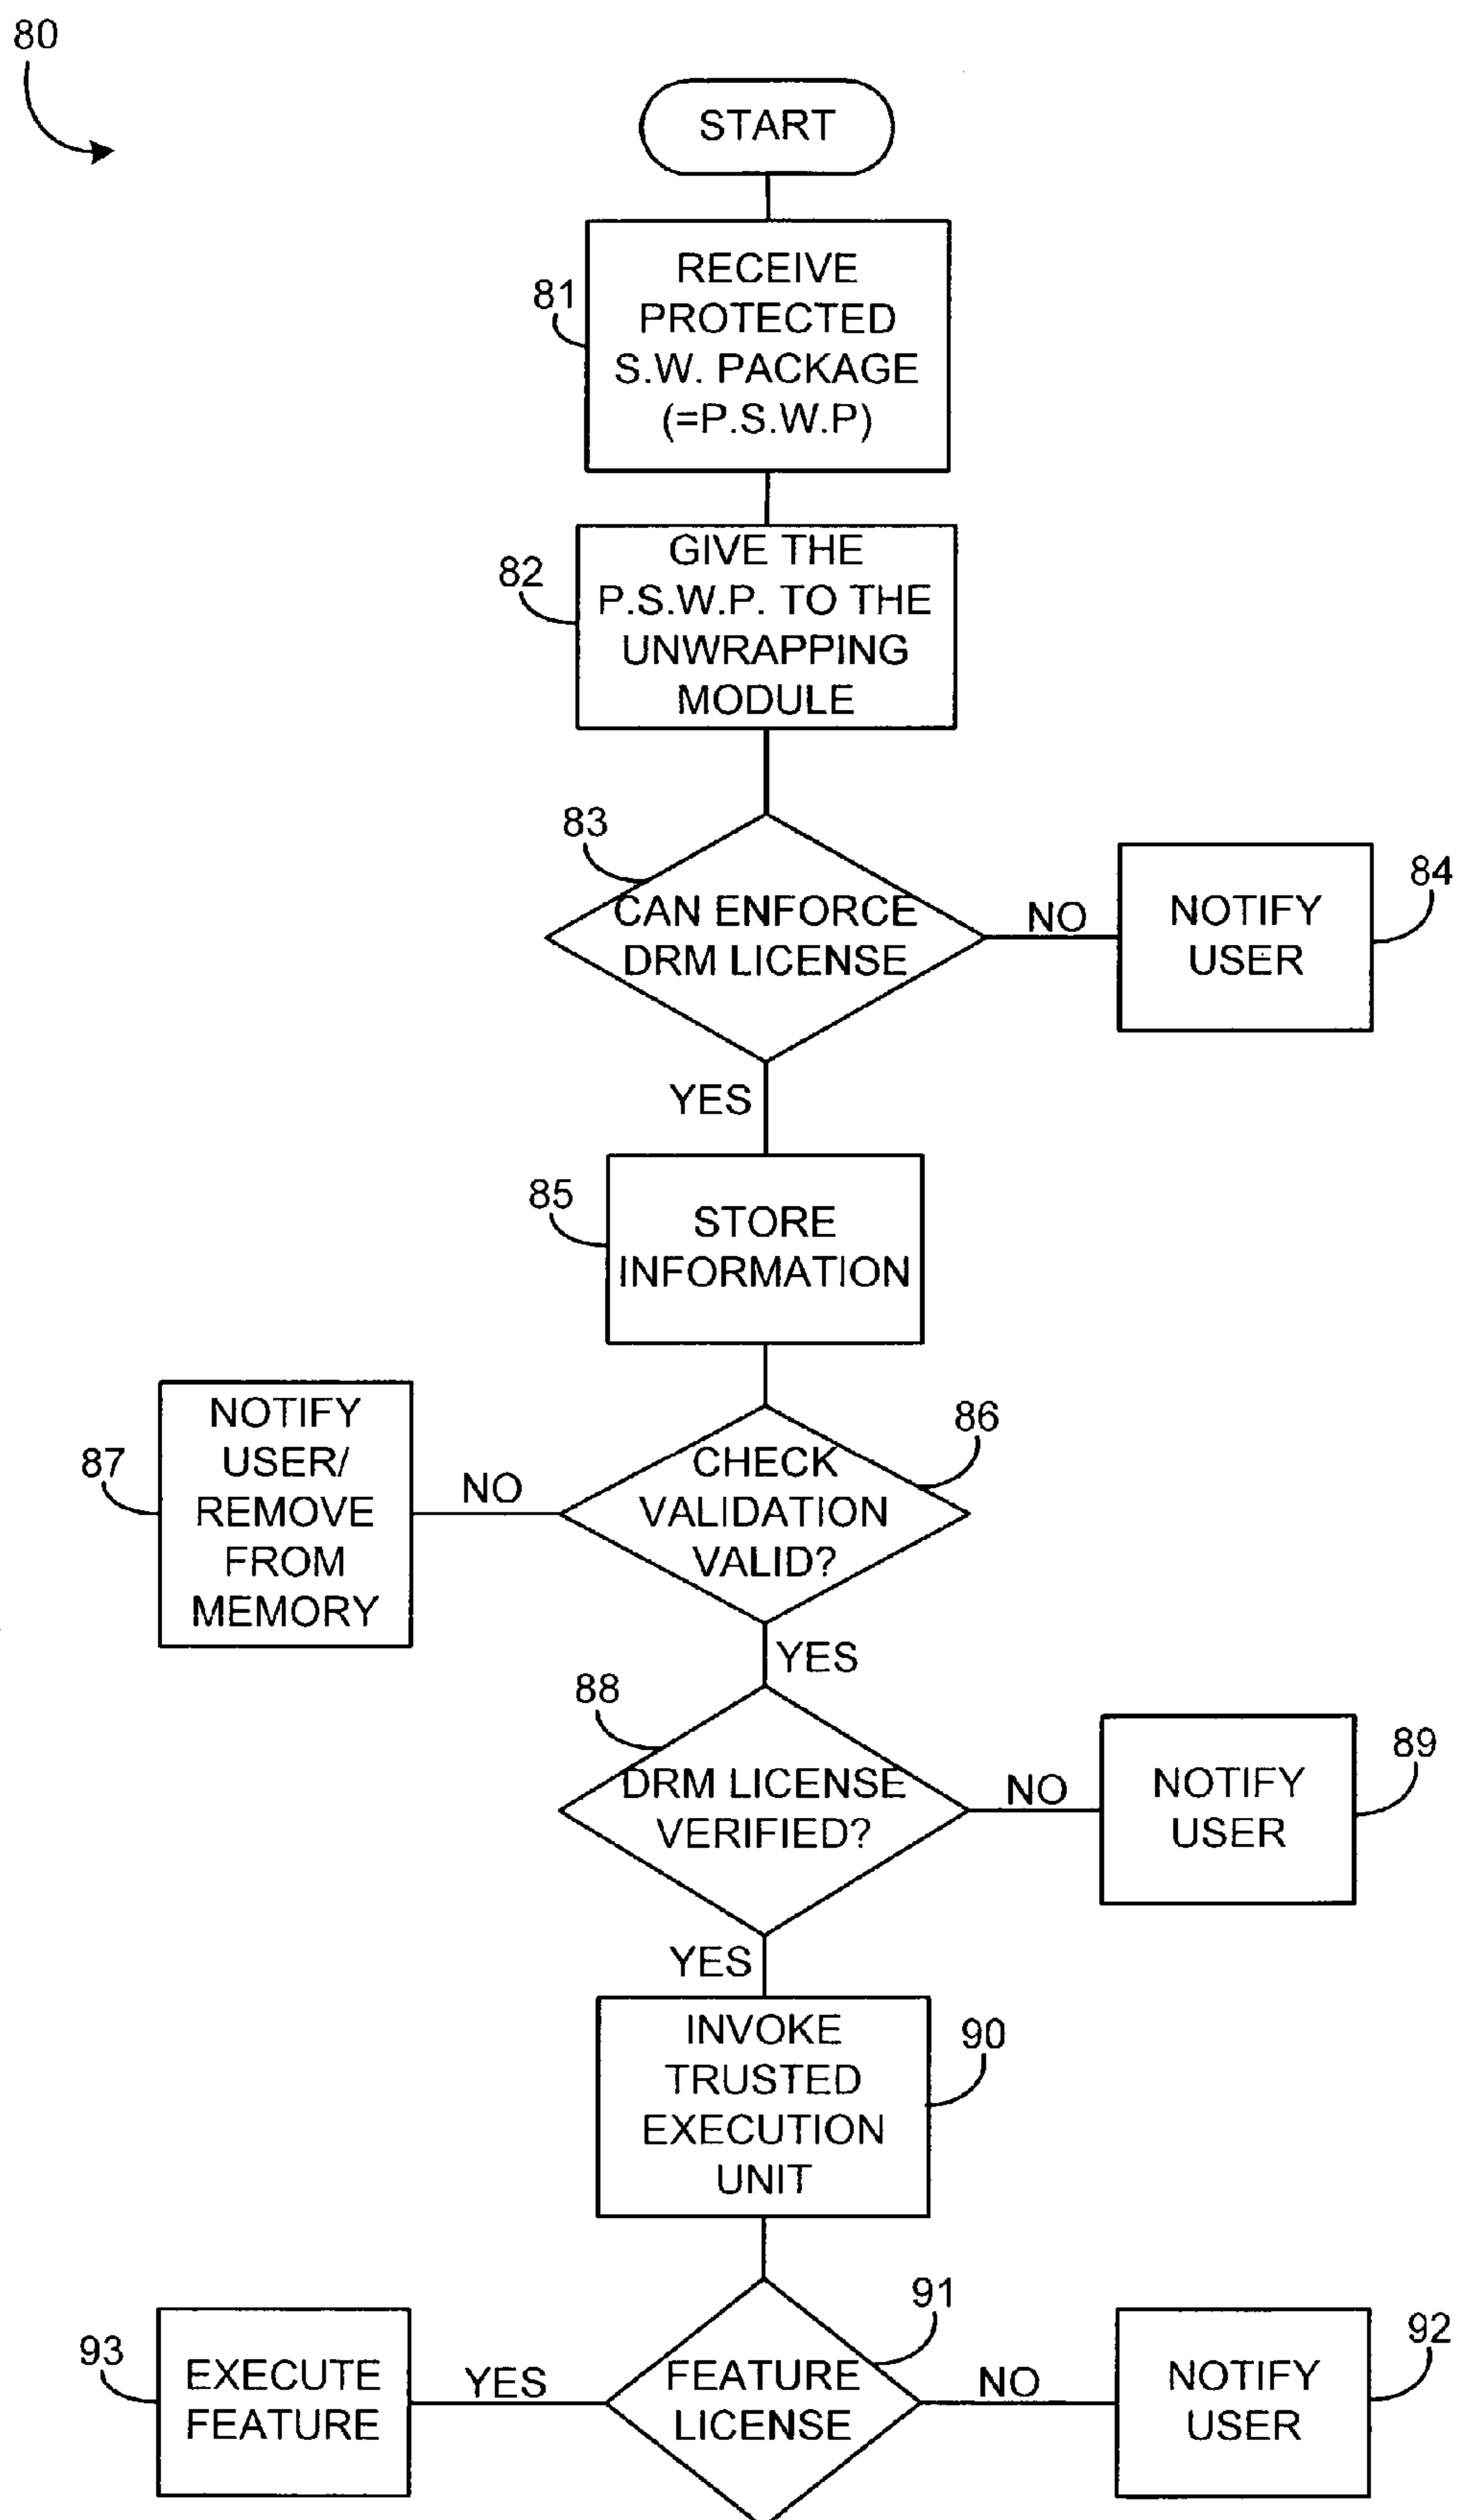 80
START
81
RECEIVE
PROTECTED
S.W. PACKAGE
(=P.S.W.P)
82
GIVE THE
P.S.W.P. TO THE
UNWRAPPING
MODULE
83
CAN ENFORCE
DRM LICENSE
NO
84
NOTIFY
USER
YES
85
STORE
INFORMATION
86
CHECK
VALIDATION
VALID?
NO
87
NOTIFY
USER/
REMOVE
FROM
MEMORY
YES
88
DRM LICENSE
VERIFIED?
NO
89
NOTIFY
USER
YES
90
INVOKE
TRUSTED
EXECUTION
UNIT
91
FEATURE
LICENSE
YES
93
EXECUTE
FEATURE
NO
92
NOTIFY
USER